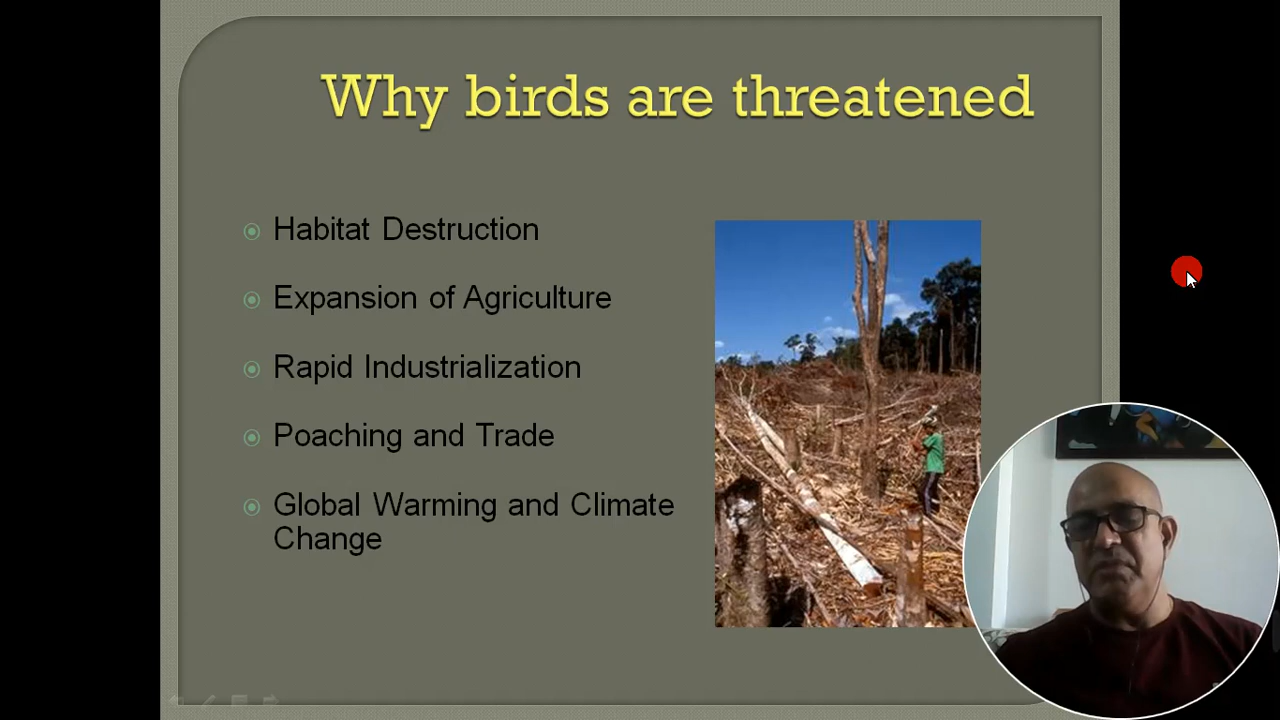 Why birds are threatened
Habitat Destruction
Expansion of Agriculture
Rapid Industrialization
Poaching and Trade
Global Warming and Climate
Change